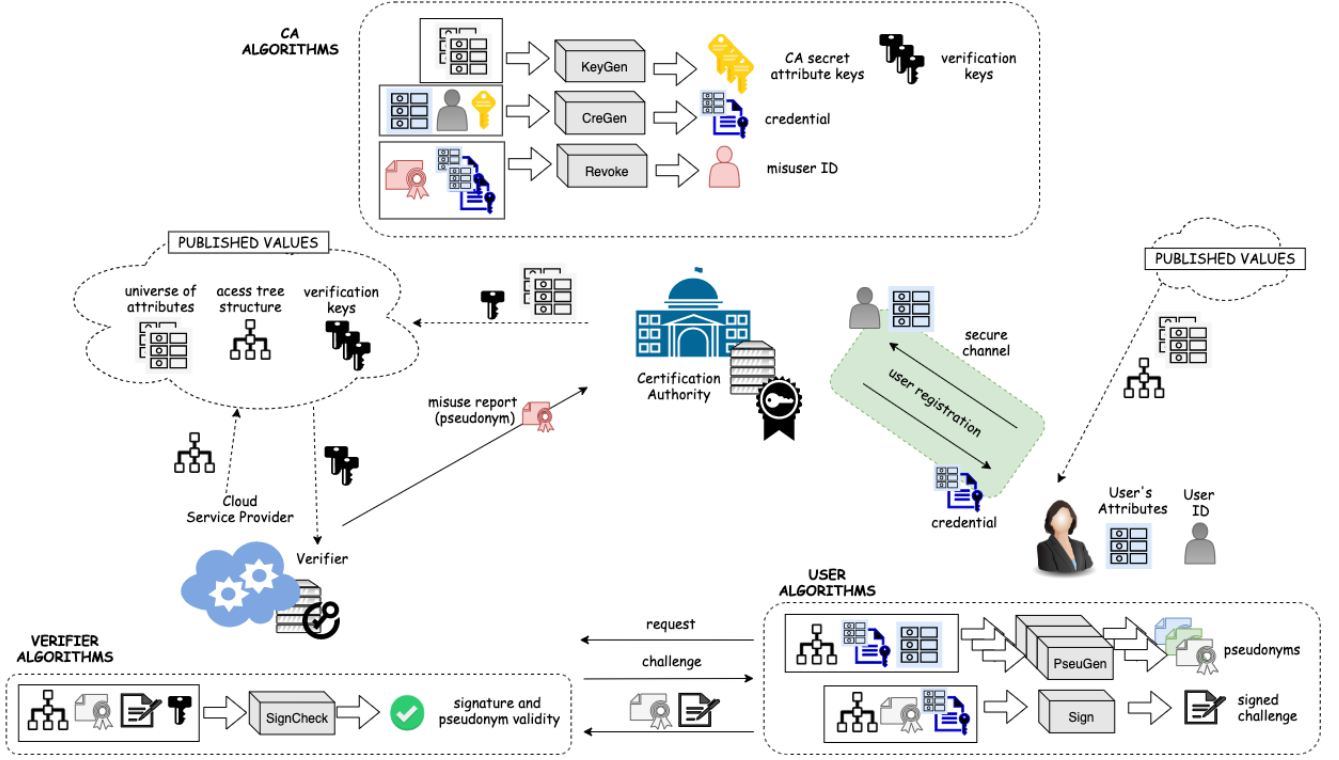 CA
ALGORITHMS
KeyGen
CA secret
attribute keys
verification
keys
CreGen
credential
Revoke
misuser ID
PUBLISHED VALUES
universe of
attributes
acess tree
structure
verification
keys
PUBLISHED VALUES
Certification
Authority
secure
channel
user registration
misuse report
(pseudonym)
credential
User's
Attributes
User
ID
Cloud
Service Provider
Verifier
USER
ALGORITHMS
VERIFIER
ALGORITHMS
request
challenge
PseuGen
pseudonyms
SignCheck
signature and
pseudonym validity
Sign
signed
challenge